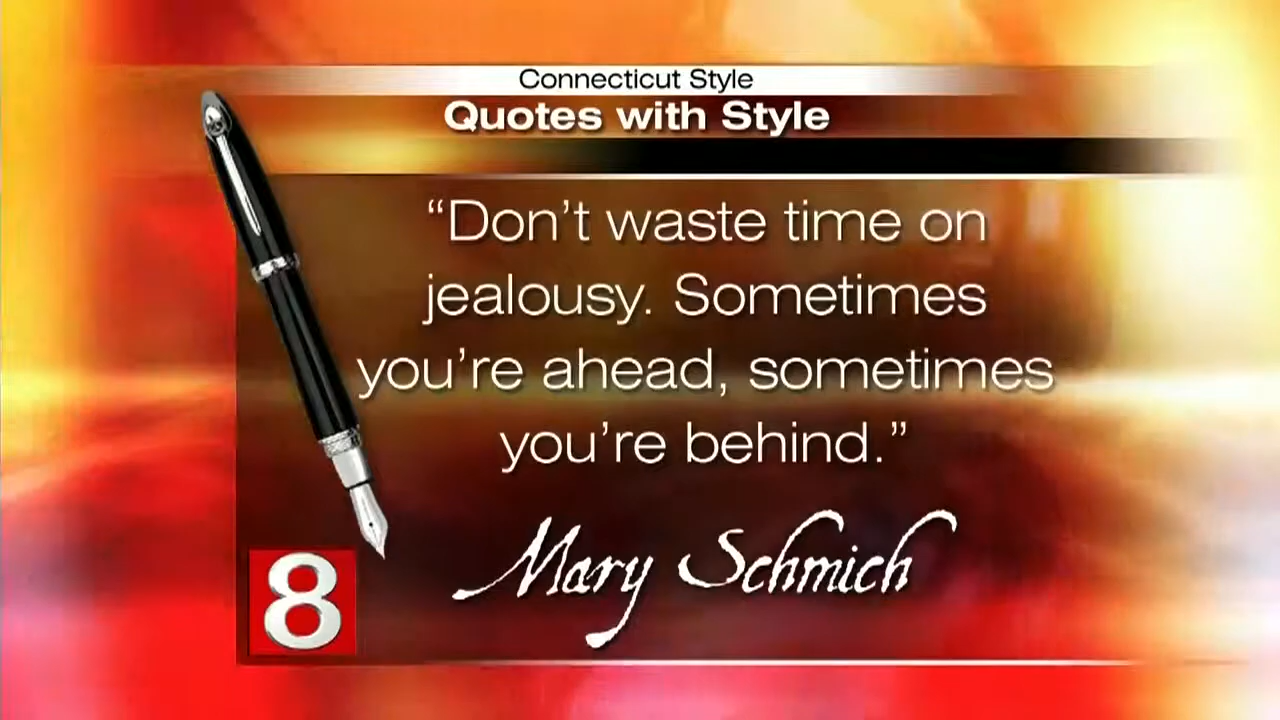 Connecticut Style
Quotes with Style
“Don’t waste time on
jealousy. Sometimes
you’re ahead, sometimes
you’re behind.”
Mary Schmich
8